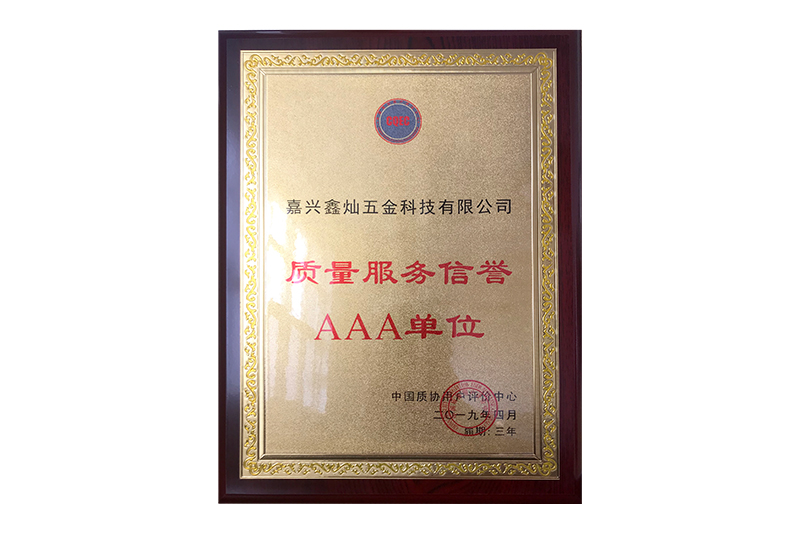 嘉兴鑫灿五金科技有限公司
质量服务信誉
AAA单位
中国质协用户评价中心
二〇一九年四月
届期:三年